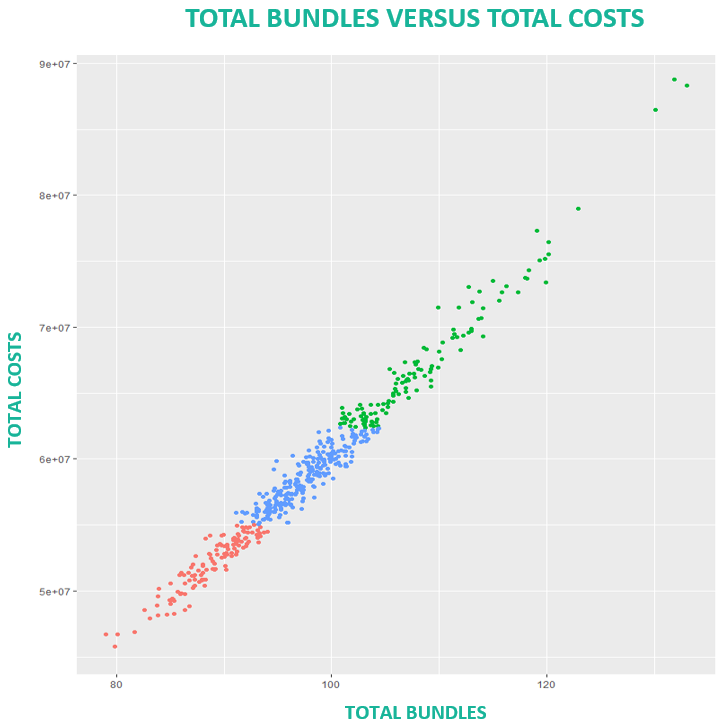 TOTAL BUNDLES VERSUS TOTAL COSTS
9e+07
8e+07
7e+07
6e+07
5e+07
TOTAL COSTS
80
100
120
TOTAL BUNDLES